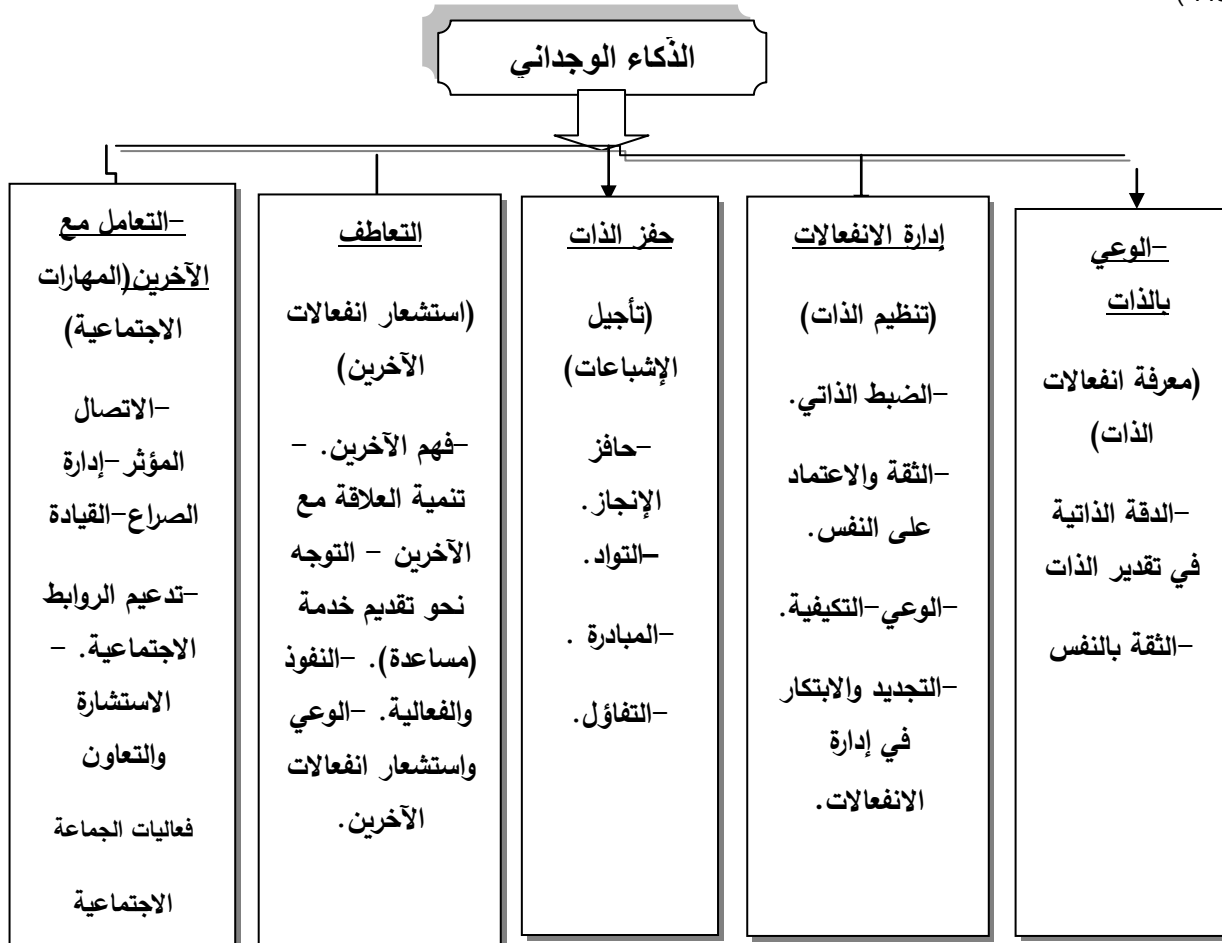 الذكاء الوجداني
-الوعي
بالذات
(معرفة انفعالات
الذات)
-الدقة الذاتية
في تقدير الذات
-الثقة بالنفس
إدارة الانفعالات
(تنظيم الذات)
-الضبط الذاتي.
-الثقة والاعتماد
على النفس.
-الوعي-التكيفية.
-التجديد والابتكار
في إدارة
الانفعالات.
حفز الذات
(تأجيل
الإشباعات)
-حافز
الإنجاز.
-التواد.
-المبادرة .
-التفاؤل.
التعاطف
(استشعار انفعالات
الآخرين)
-فهم الآخرين. -
تنمية العلاقة مع
الآخرين - التوجه
نحو تقديم خدمة
(مساعدة). -النفوذ
والفعالية. -الوعي
واستشعار انفعالات
الآخرين.
-التعامل مع
الآخرين(المهارات
الاجتماعية)
-الاتصال
المؤثر -إدارة
الصراع-القيادة
-تدعيم الروابط
الاجتماعية. -
الاستشارة
والتعاون
فعاليات الجماعة
الاجتماعية